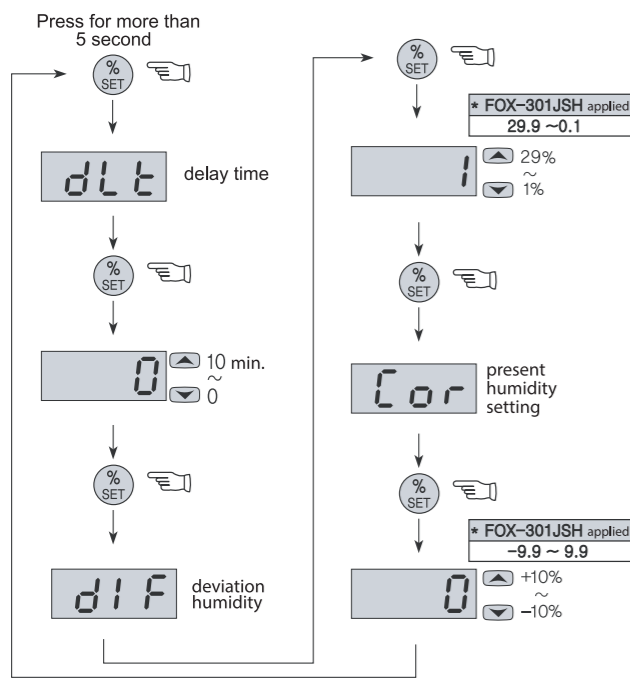 Press for more than
5 second
%
SET
dLt
delay time
%
SET
0
10 min.
~
0
%
SET
dIF
deviation
humidity
%
SET
* FOX-301JSH applied
29.9 ~0.1
1
29%
~
1%
%
SET
Cor
present
humidity
setting
%
SET
* FOX-301JSH applied
-9.9 ~ 9.9
0
+10%
~
-10%